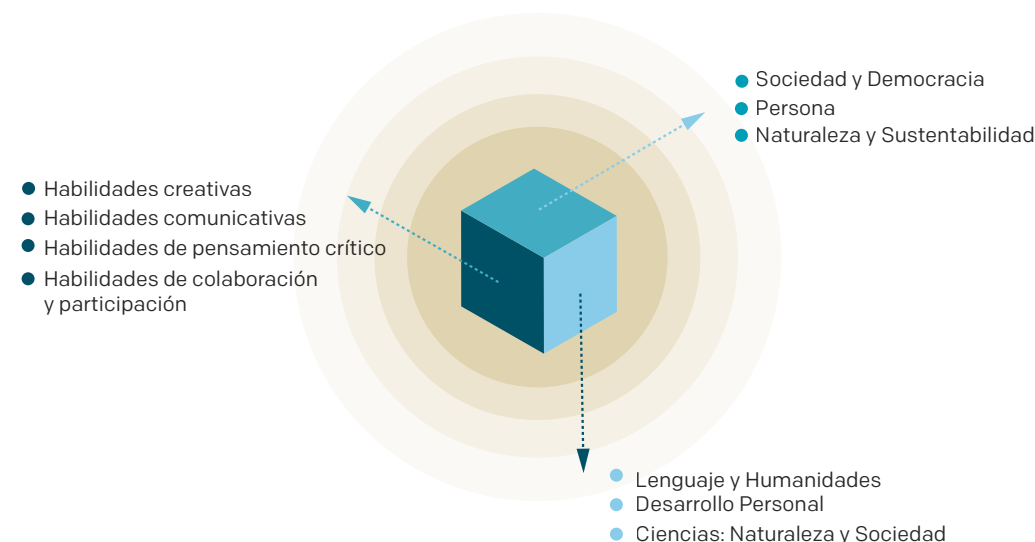 Sociedad y Democracia
Persona
Naturaleza y Sustentabilidad
Habilidades creativas
Habilidades comunicativas
Habilidades de pensamiento crítico
Habilidades de colaboración
y participación
Lenguaje y Humanidades
Desarrollo Personal
Ciencias: Naturaleza y Sociedad